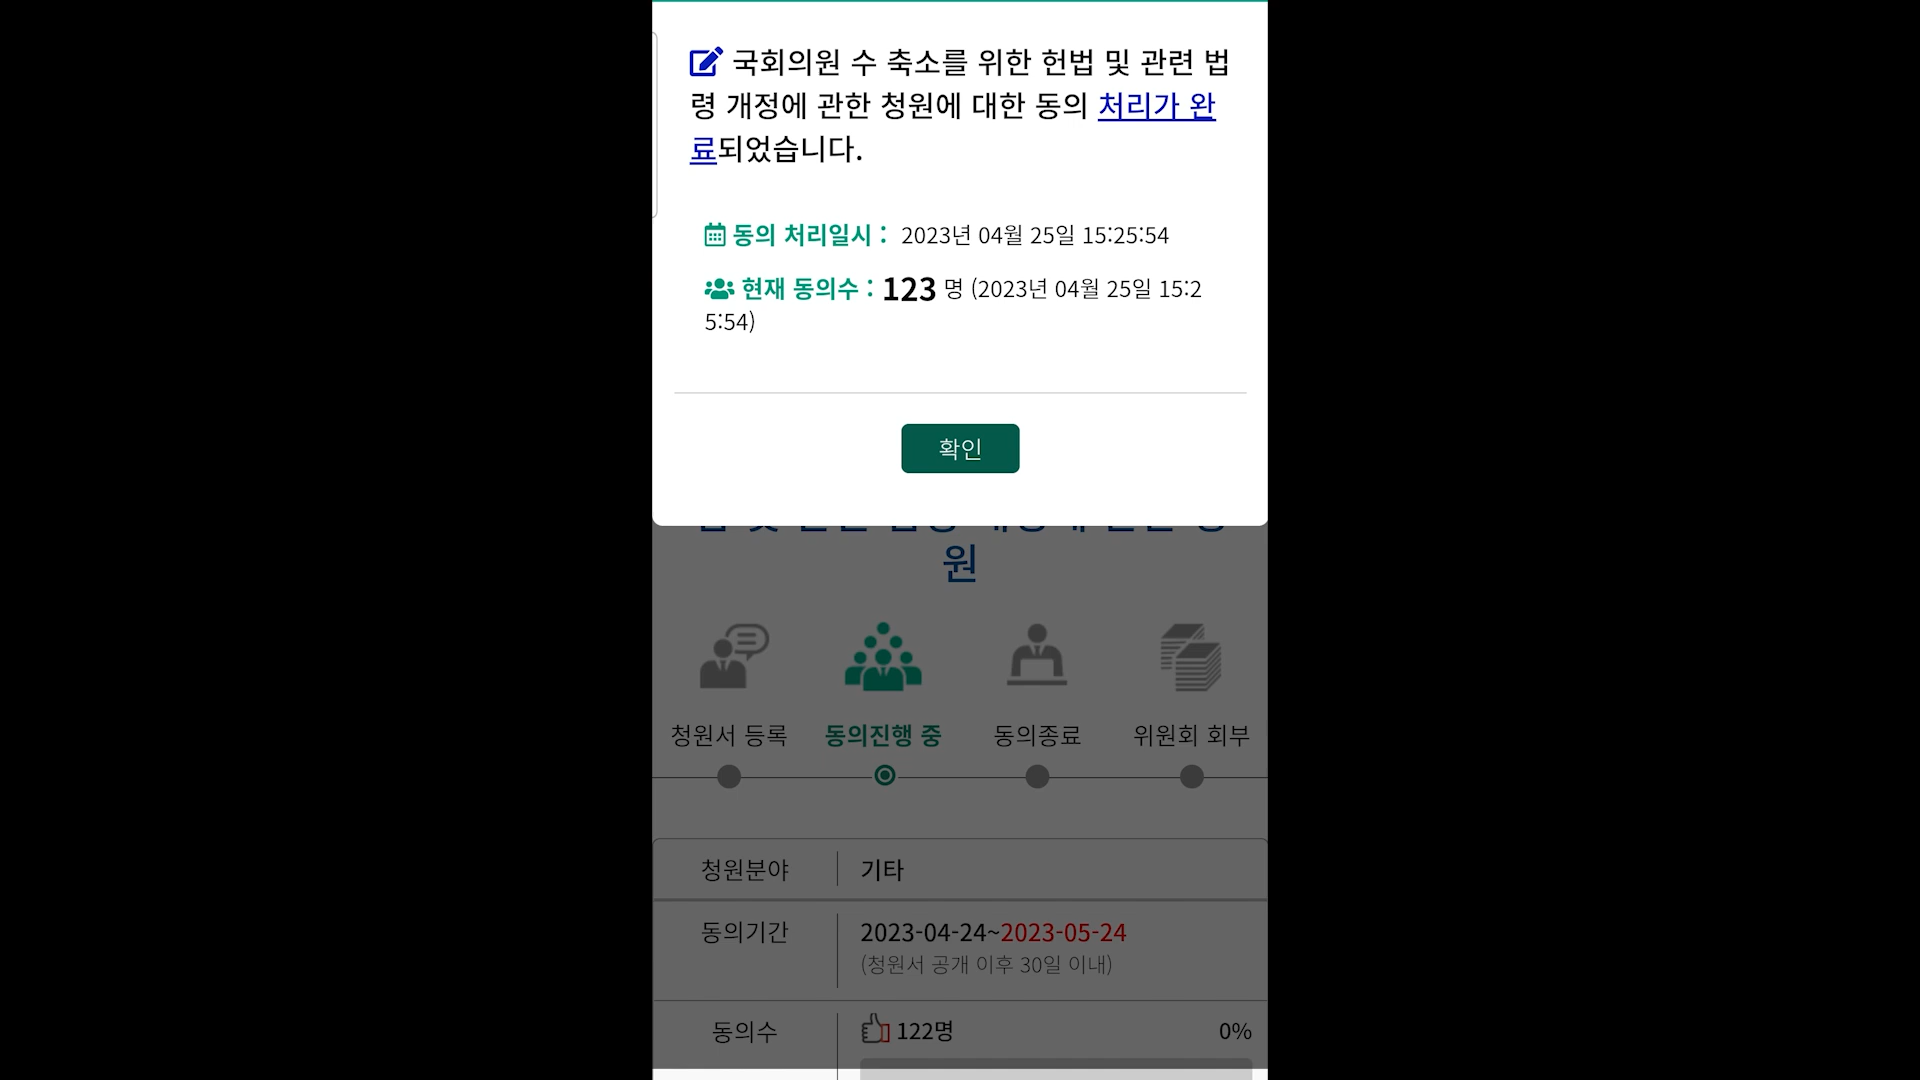 국회의원 수 축소를 위한 헌법 및 관련 법
령 개정에 관한 청원에 대한 동의 처리가 완
료되었습니다.
동의 처리일시 : 2023년 04월 25일 15:25:54
현재 동의수 : 123 명 (2023년 04월 25일 15:2
5:54)
확인
원
청원서 등록 동의진행 중 동의종료 위원회 회부
청원분야 기타
동의기간 2023-04-24~2023-05-24
(청원서 공개 이후 30일 이내)
동의수 122명 0%